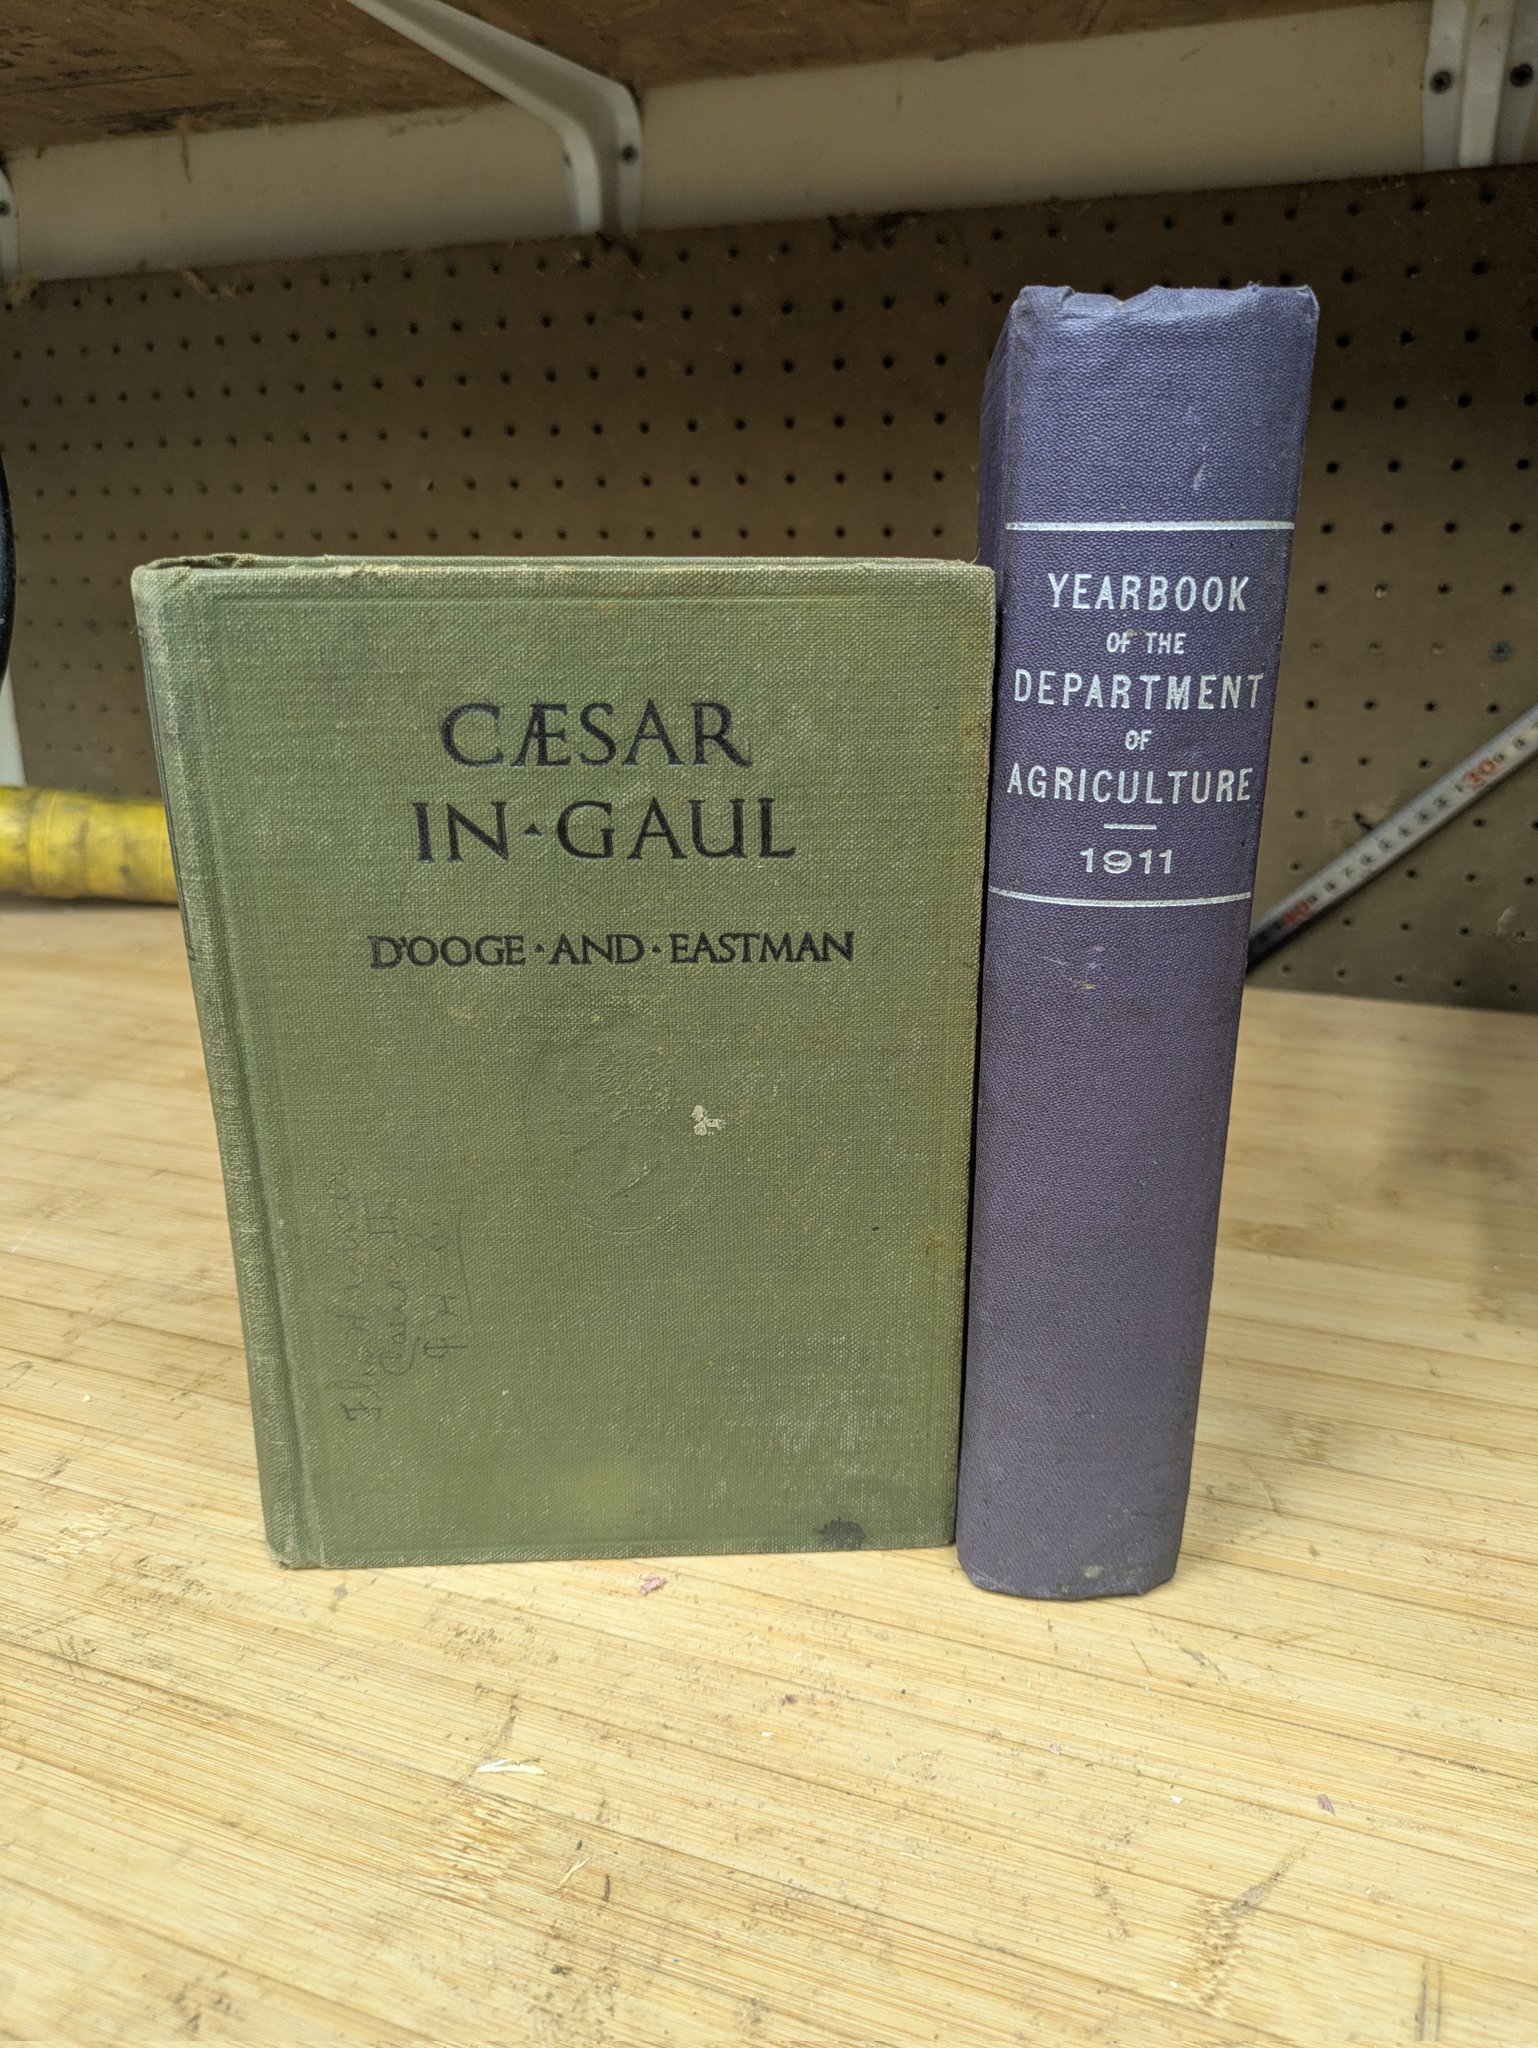 CÆSAR
IN·GAUL
D'OOGE·AND·EASTMAN
YEARBOOK
OF THE
DEPARTMENT
OF
AGRICULTURE
1911